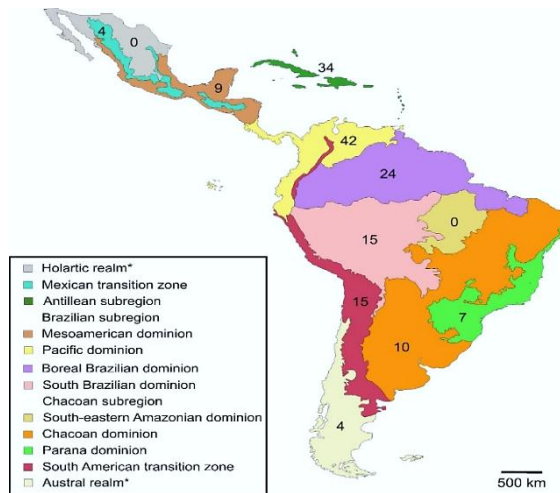 4
0
34
9
42
24
0
15
7
15
10
4
Holartic realm*
Mexican transition zone
Antillean subregion
Brazilian subregion
Mesoamerican dominion
Pacific dominion
Boreal Brazilian dominion
South Brazilian dominion
Chacoan subregion
South-eastern Amazonian dominion
Chacoan dominion
Parana dominion
South American transition zone
Austral realm*
500 km